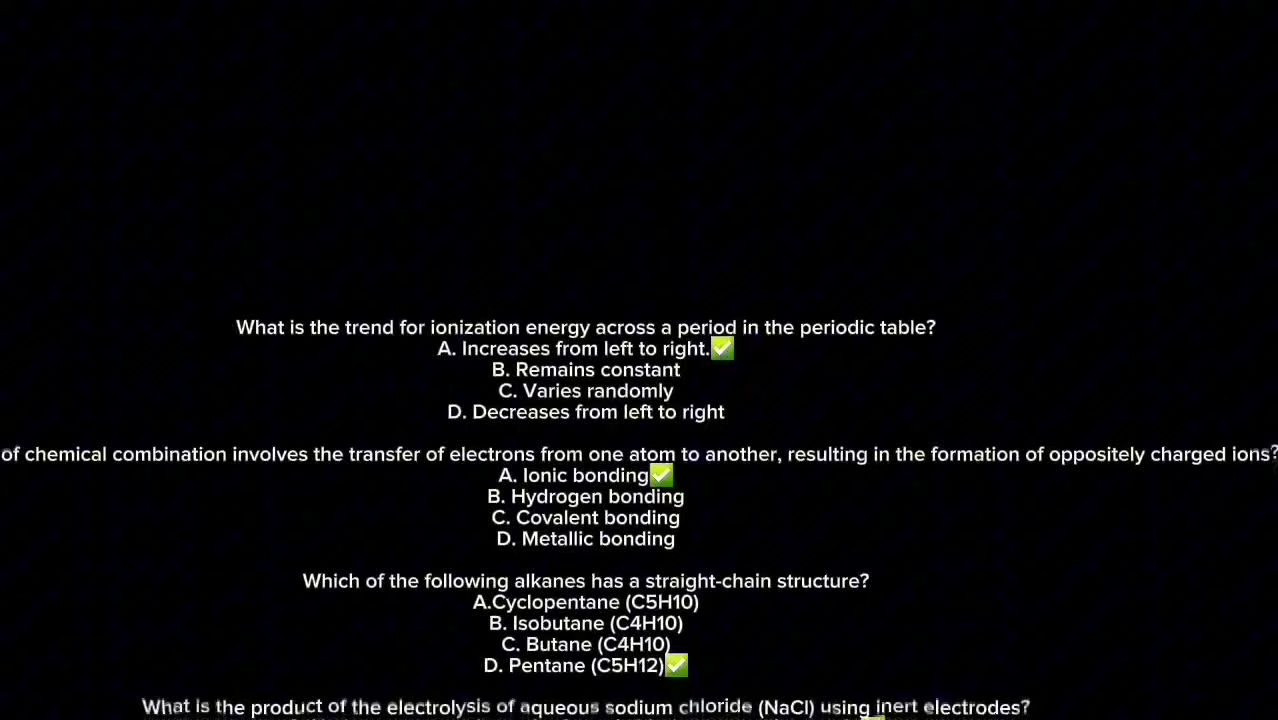 What is the trend for ionization energy across a period in the periodic table?
A. Increases from left to right.✅
B. Remains constant
C. Varies randomly
D. Decreases from left to right
of chemical combination involves the transfer of electrons from one atom to another, resulting in the formation of oppositely charged ions?
A. Ionic bonding✅
B. Hydrogen bonding
C. Covalent bonding
D. Metallic bonding
Which of the following alkanes has a straight-chain structure?
A.Cyclopentane (C5H10)
B. Isobutane (C4H10)
C. Butane (C4H10)
D. Pentane (C5H12)✅
What is the product of the electrolysis of aqueous sodium chloride (NaCl) using inert electrodes?